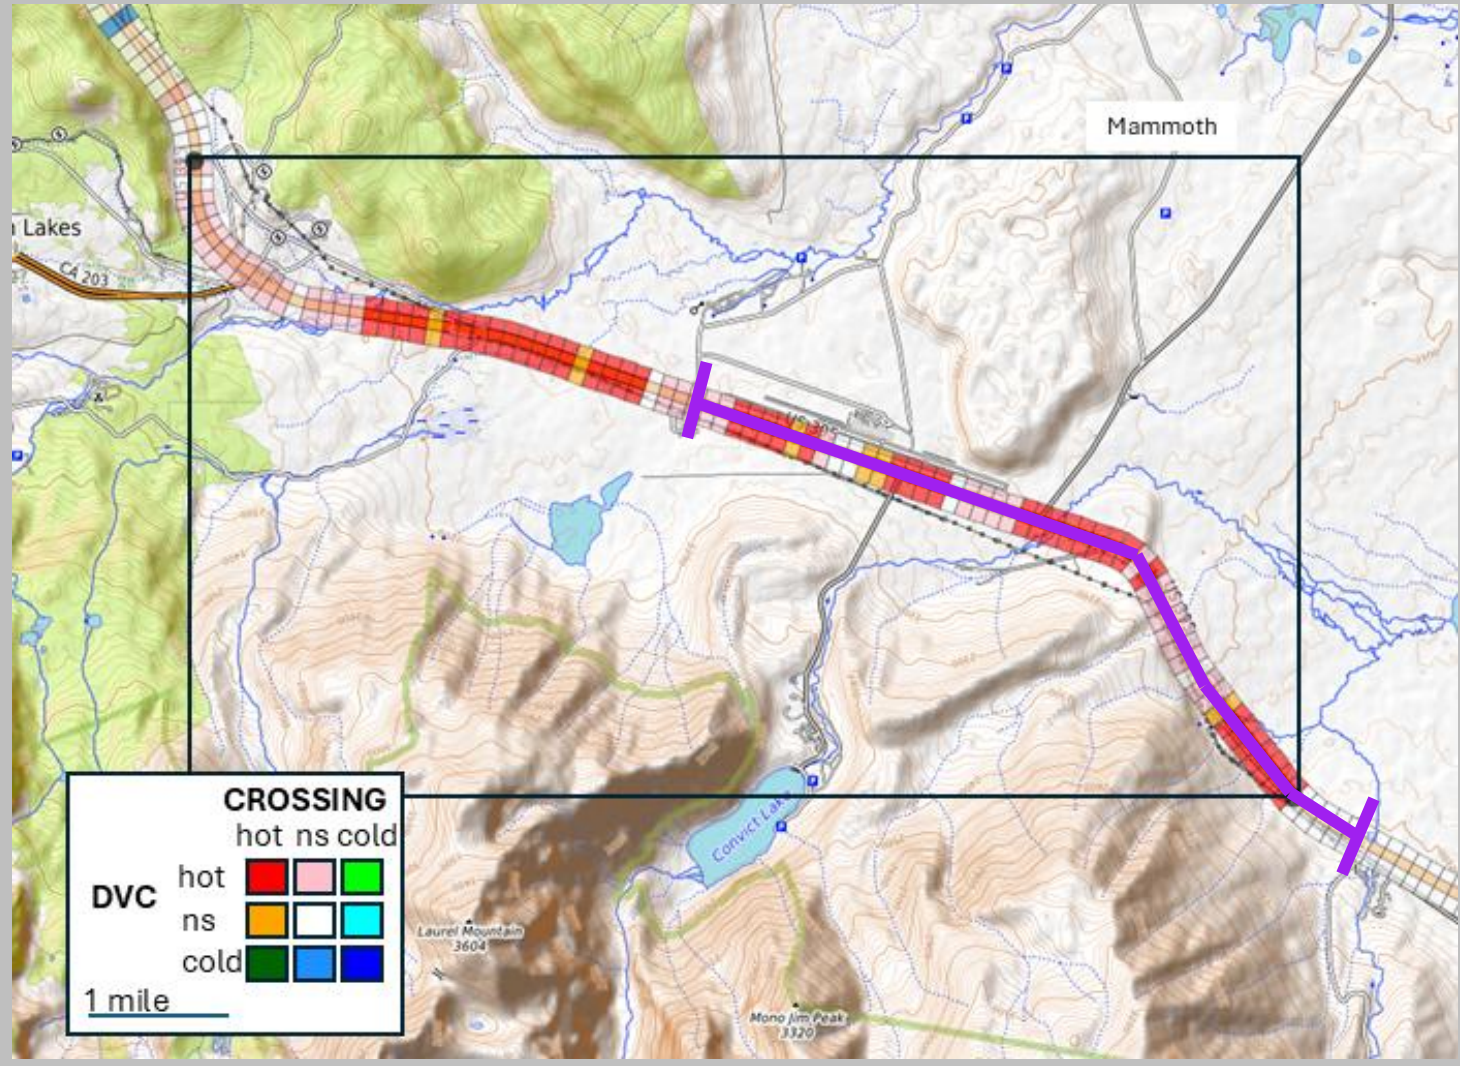 Mammoth
Lakes
CA 203
US 395
Convict Lake
Laurel Mountain
3604
Mono Jim Peak
3320
CROSSING
hot ns cold
hot
DVC
ns
cold
1 mile